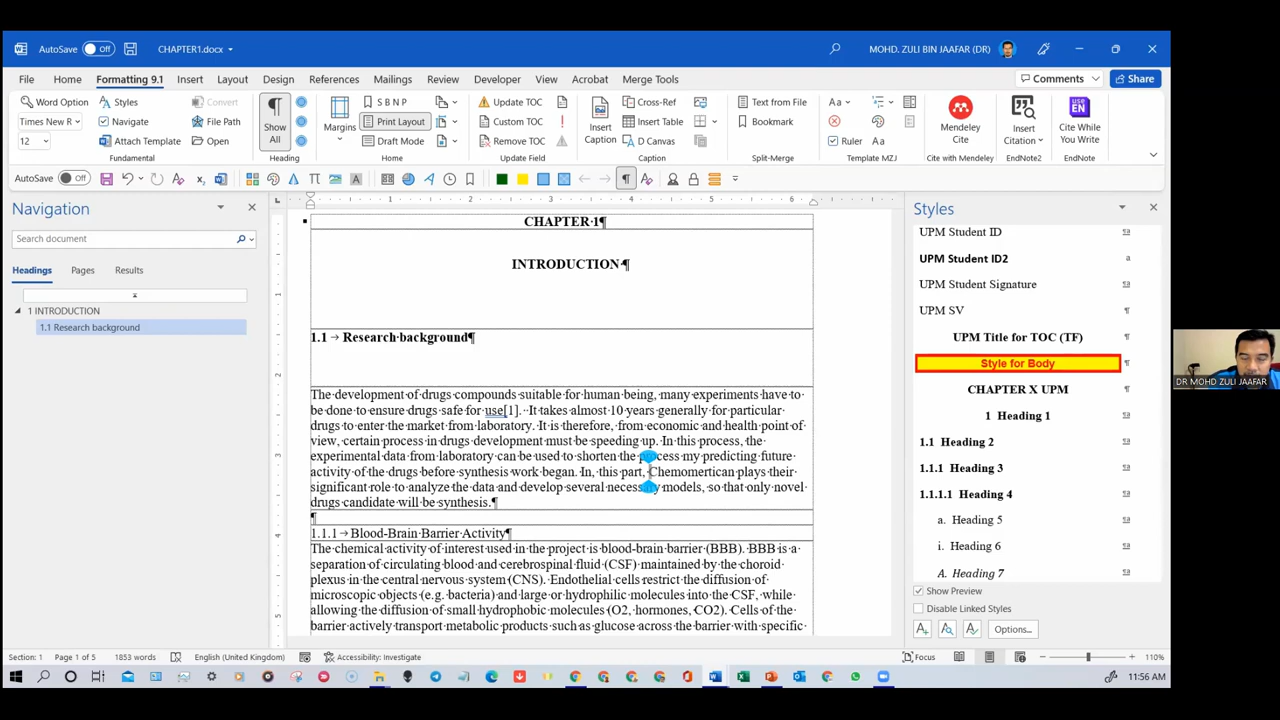 AutoSave Off CHAPTER1.docx MOHD. ZULI BIN JAAFAR (DR)
File Home Formatting 9.1 Insert Layout Design References Mailings Review Developer View Acrobat Merge Tools Comments Share
Word Option Styles Convert S B N P Update TOC Cross-Ref Text from File Aa
Times New R Navigate File Path Show All Margins Print Layout Custom TOC Insert Caption Insert Table Bookmark Mendeley Cite Insert Citation Cite While You Write
12 Attach Template Open Draft Mode Remove TOC D Canvas Ruler Aa
Fundamental Heading Home Update Field Caption Split-Merge Template MZJ Cite with Mendeley EndNote2 EndNote
AutoSave Off
Navigation
Search document
Headings Pages Results
1 INTRODUCTION
1.1 Research background
1 2 3 4 5 6
CHAPTER·1¶
INTRODUCTION·¶
1.1 → Research·background¶
The·development·of·drugs·compounds·suitable·for·human·being,·many·experiments·have·to·
be·done·to·ensure·drugs·safe·for·use[1].··It·takes·almost·10·years·generally·for·particular·
drugs·to·enter·the·market·from·laboratory.·It·is·therefore,·from·economic·and·health·point·of·
view,·certain·process·in·drugs·development·must·be·speeding·up.·In·this·process,·the·
experimental·data·from·laboratory·can·be·used·to·shorten·the·process·my·predicting·future·
activity·of·the·drugs·before·synthesis·work·began.·In,·this·part,·Chemomertican·plays·their·
significant·role·to·analyze·the·data·and·develop·several·necessary·models,·so·that·only·novel·
drugs·candidate·will·be·synthesis.¶
¶
1.1.1→Blood-Brain·Barrier·Activity¶
The·chemical·activity·of·interest·used·in·the·project·is·blood-brain·barrier·(BBB).·BBB·is·a·
separation·of·circulating·blood·and·cerebrospinal·fluid·(CSF)·maintained·by·the·choroid·
plexus·in·the·central·nervous·system·(CNS).·Endothelial·cells·restrict·the·diffusion·of·
microscopic·objects·(e.g.·bacteria)·and·large·or·hydrophilic·molecules·into·the·CSF,·while·
allowing·the·diffusion·of·small·hydrophobic·molecules·(O2,·hormones,·CO2).·Cells·of·the·
barrier·actively·transport·metabolic·products·such·as·glucose·across·the·barrier·with·specific·
Styles
UPM Student ID
UPM Student ID2
UPM Student Signature
UPM SV
UPM Title for TOC (TF)
Style for Body
CHAPTER X UPM
1 Heading 1
1.1 Heading 2
1.1.1 Heading 3
1.1.1.1 Heading 4
a. Heading 5
i. Heading 6
A. Heading 7
Show Preview
Disable Linked Styles
Options...
DR MOHD ZULI JAAFAR
Section: 1 Page 1 of 5 1853 words English (United Kingdom) Accessibility: Investigate Focus 110%
11:56 AM